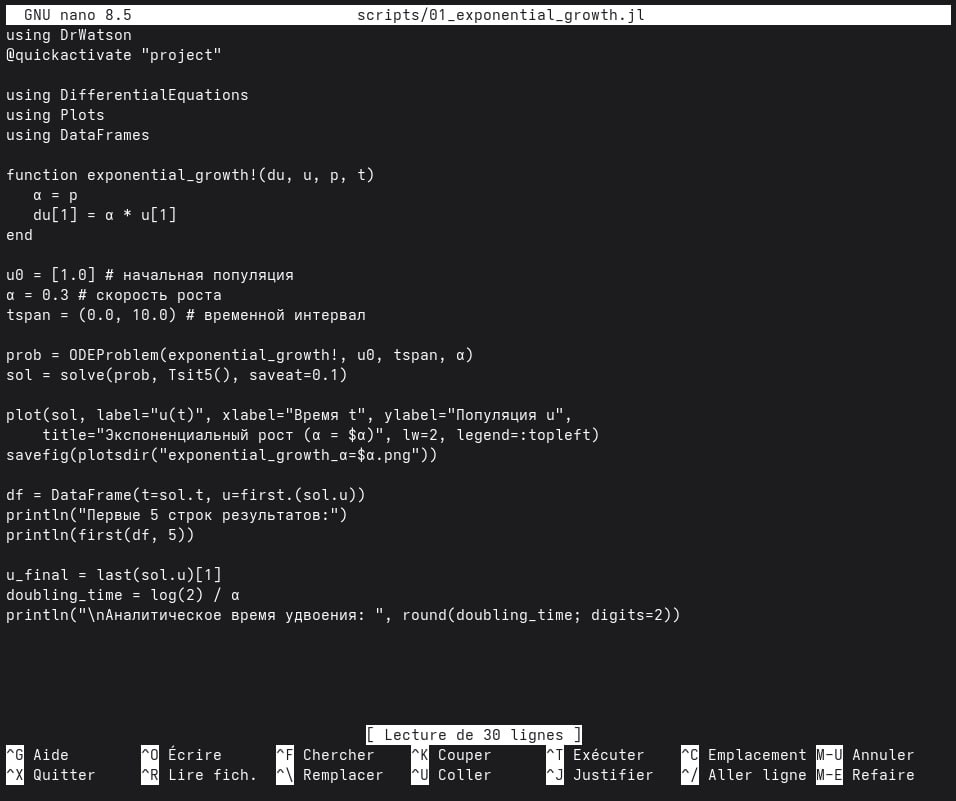 GNU nano 8.5 scripts/01_exponential_growth.jl
using DrWatson
@quickactivate "project"

using DifferentialEquations
using Plots
using DataFrames

function exponential_growth!(du, u, p, t)
   α = p
   du[1] = α * u[1]
end

u0 = [1.0] # начальная популяция
α = 0.3 # скорость роста
tspan = (0.0, 10.0) # временной интервал

prob = ODEProblem(exponential_growth!, u0, tspan, α)
sol = solve(prob, Tsit5(), saveat=0.1)

plot(sol, label="u(t)", xlabel="Время t", ylabel="Популяция u",
    title="Экспоненциальный рост (α = $α)", lw=2, legend=:topleft)
savefig(plotsdir("exponential_growth_α=$α.png"))

df = DataFrame(t=sol.t, u=first.(sol.u))
println("Первые 5 строк результатов:")
println(first(df, 5))

u_final = last(sol.u)[1]
doubling_time = log(2) / α
println("\nАналитическое время удвоения: ", round(doubling_time; digits=2))

[ Lecture de 30 lignes ]
^G Aide ^O Écrire ^F Chercher ^K Couper ^T Exécuter ^C Emplacement M-U Annuler
^X Quitter ^R Lire fich. ^\ Remplacer ^U Coller ^J Justifier ^/ Aller ligne M-E Refaire